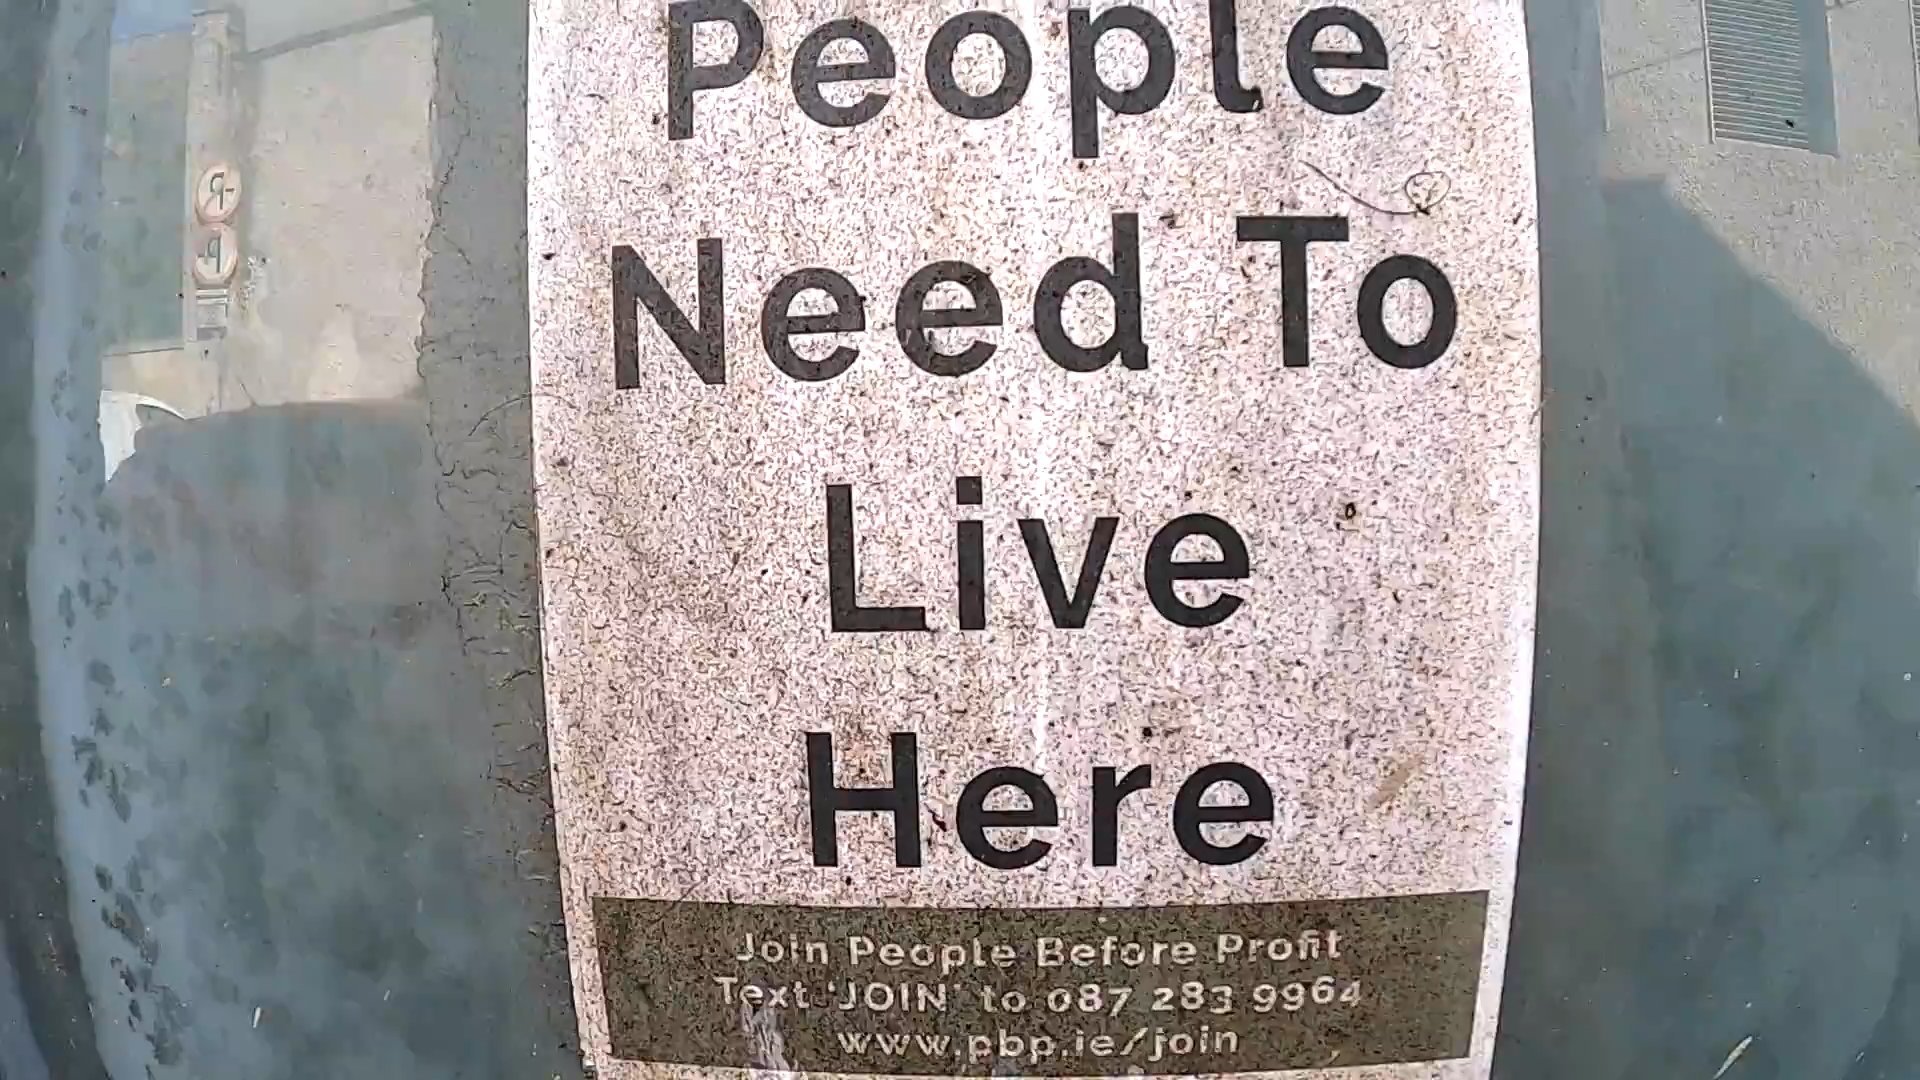 People
Need To
Live
Here
Join People Before Profit
Text 'JOIN' to 087 283 9964
www.pbp.ie/join